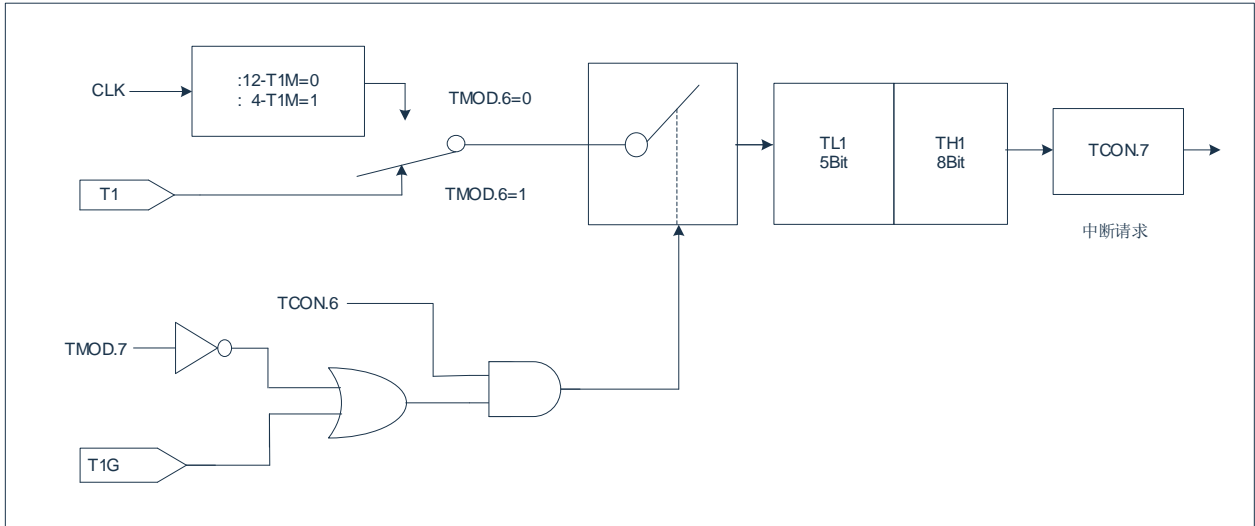 CLK
:12-T1M=0
: 4-T1M=1
TMOD.6=0
T1
TMOD.6=1
TL1
5Bit
TH1
8Bit
TCON.7
中断请求
TCON.6
TMOD.7
T1G